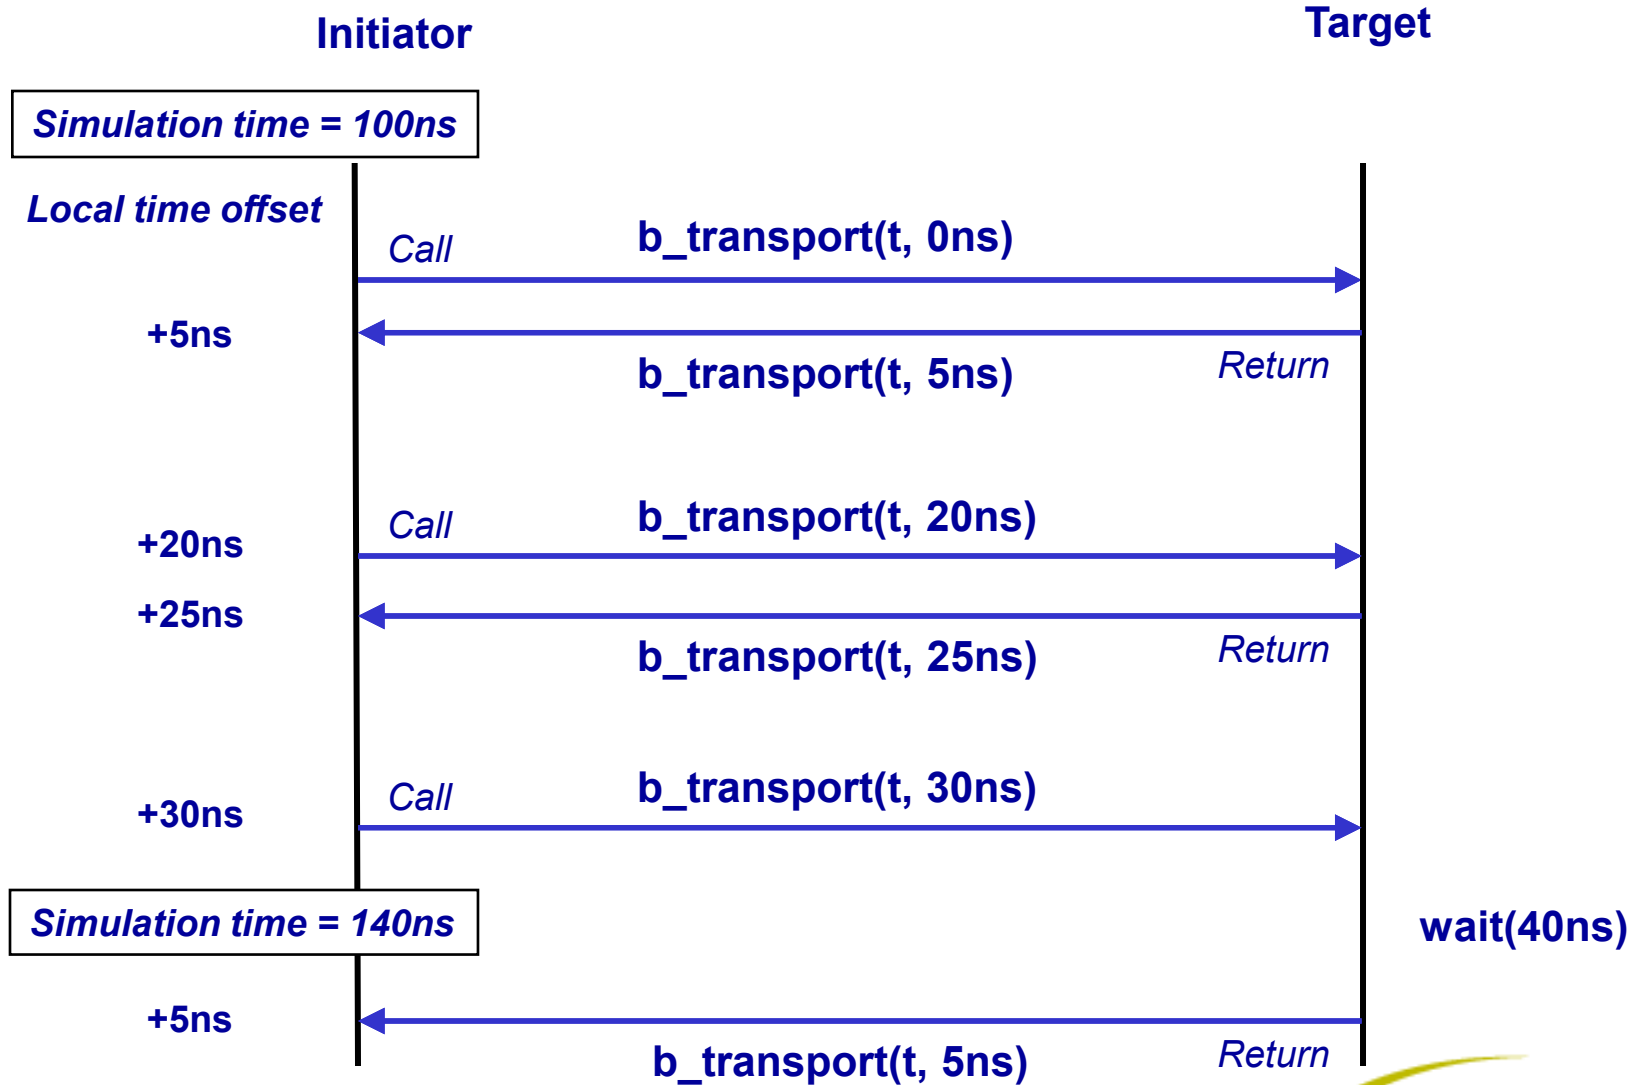 Initiator
Target
Simulation time = 100ns
Local time offset
Call
b_transport(t, 0ns)
+5ns
b_transport(t, 5ns)
Return
Call
b_transport(t, 20ns)
+20ns
+25ns
b_transport(t, 25ns)
Return
Call
b_transport(t, 30ns)
+30ns
Simulation time = 140ns
wait(40ns)
+5ns
b_transport(t, 5ns)
Return